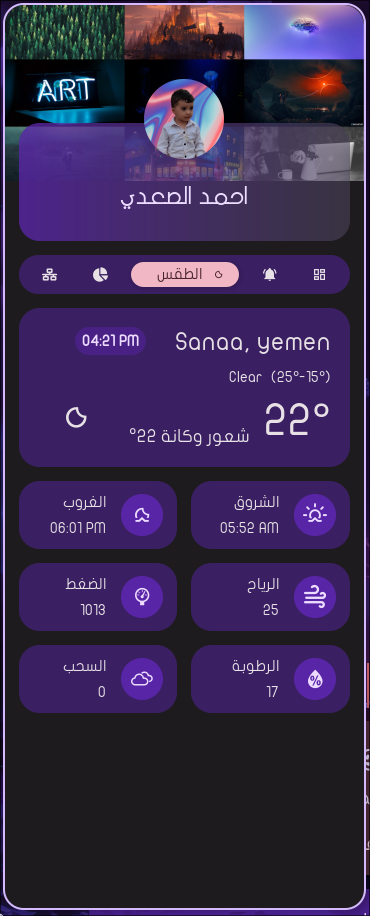 ART
احمد الصعدي
الطقس
Sanaa, yemen
04:21 PM
Clear (25°-15°)
22°
شعور وكانة 22°
الشروق
05:52 AM
الغروب
06:01 PM
الرياح
25
الضغط
1013
الرطوبة
17
السحب
0